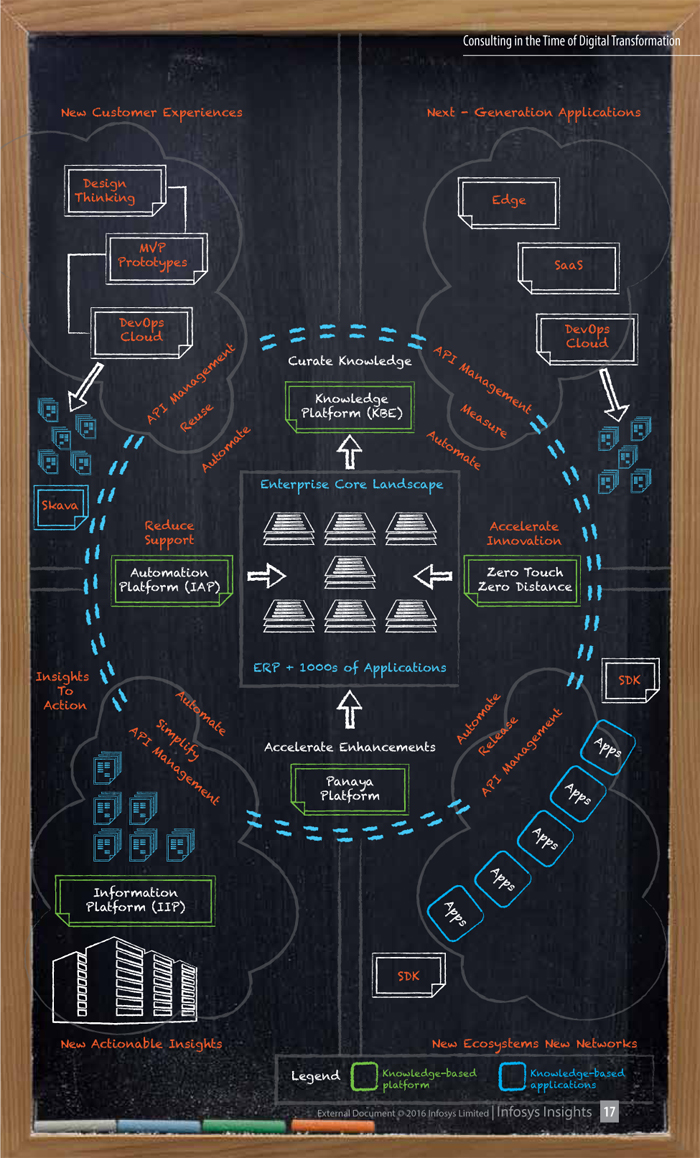 Consulting in the Time of Digital Transformation
New Customer Experiences
Next - Generation Applications
Design
Thinking
MVP
Prototypes
DevOps
Cloud
Edge
SaaS
DevOps
Cloud
API Management
Reuse
Automate
Curate Knowledge
Knowledge
Platform (KBE)
API Management
Measure
Automate
Skava
Enterprise Core Landscape
Reduce
Support
Automation
Platform (IAP)
Accelerate
Innovation
Zero Touch
Zero Distance
ERP + 1000s of Applications
Insights
To
Action
Automate
Simplify
API Management
Accelerate Enhancements
Panaya
Platform
Automate
Release
API Management
SDK
Apps
Apps
Apps
Apps
Apps
Information
Platform (IIP)
SDK
New Actionable Insights
New Ecosystems New Networks
Legend
Knowledge-based
platform
Knowledge-based
applications
External Document © 2016 Infosys Limited | Infosys Insights 17